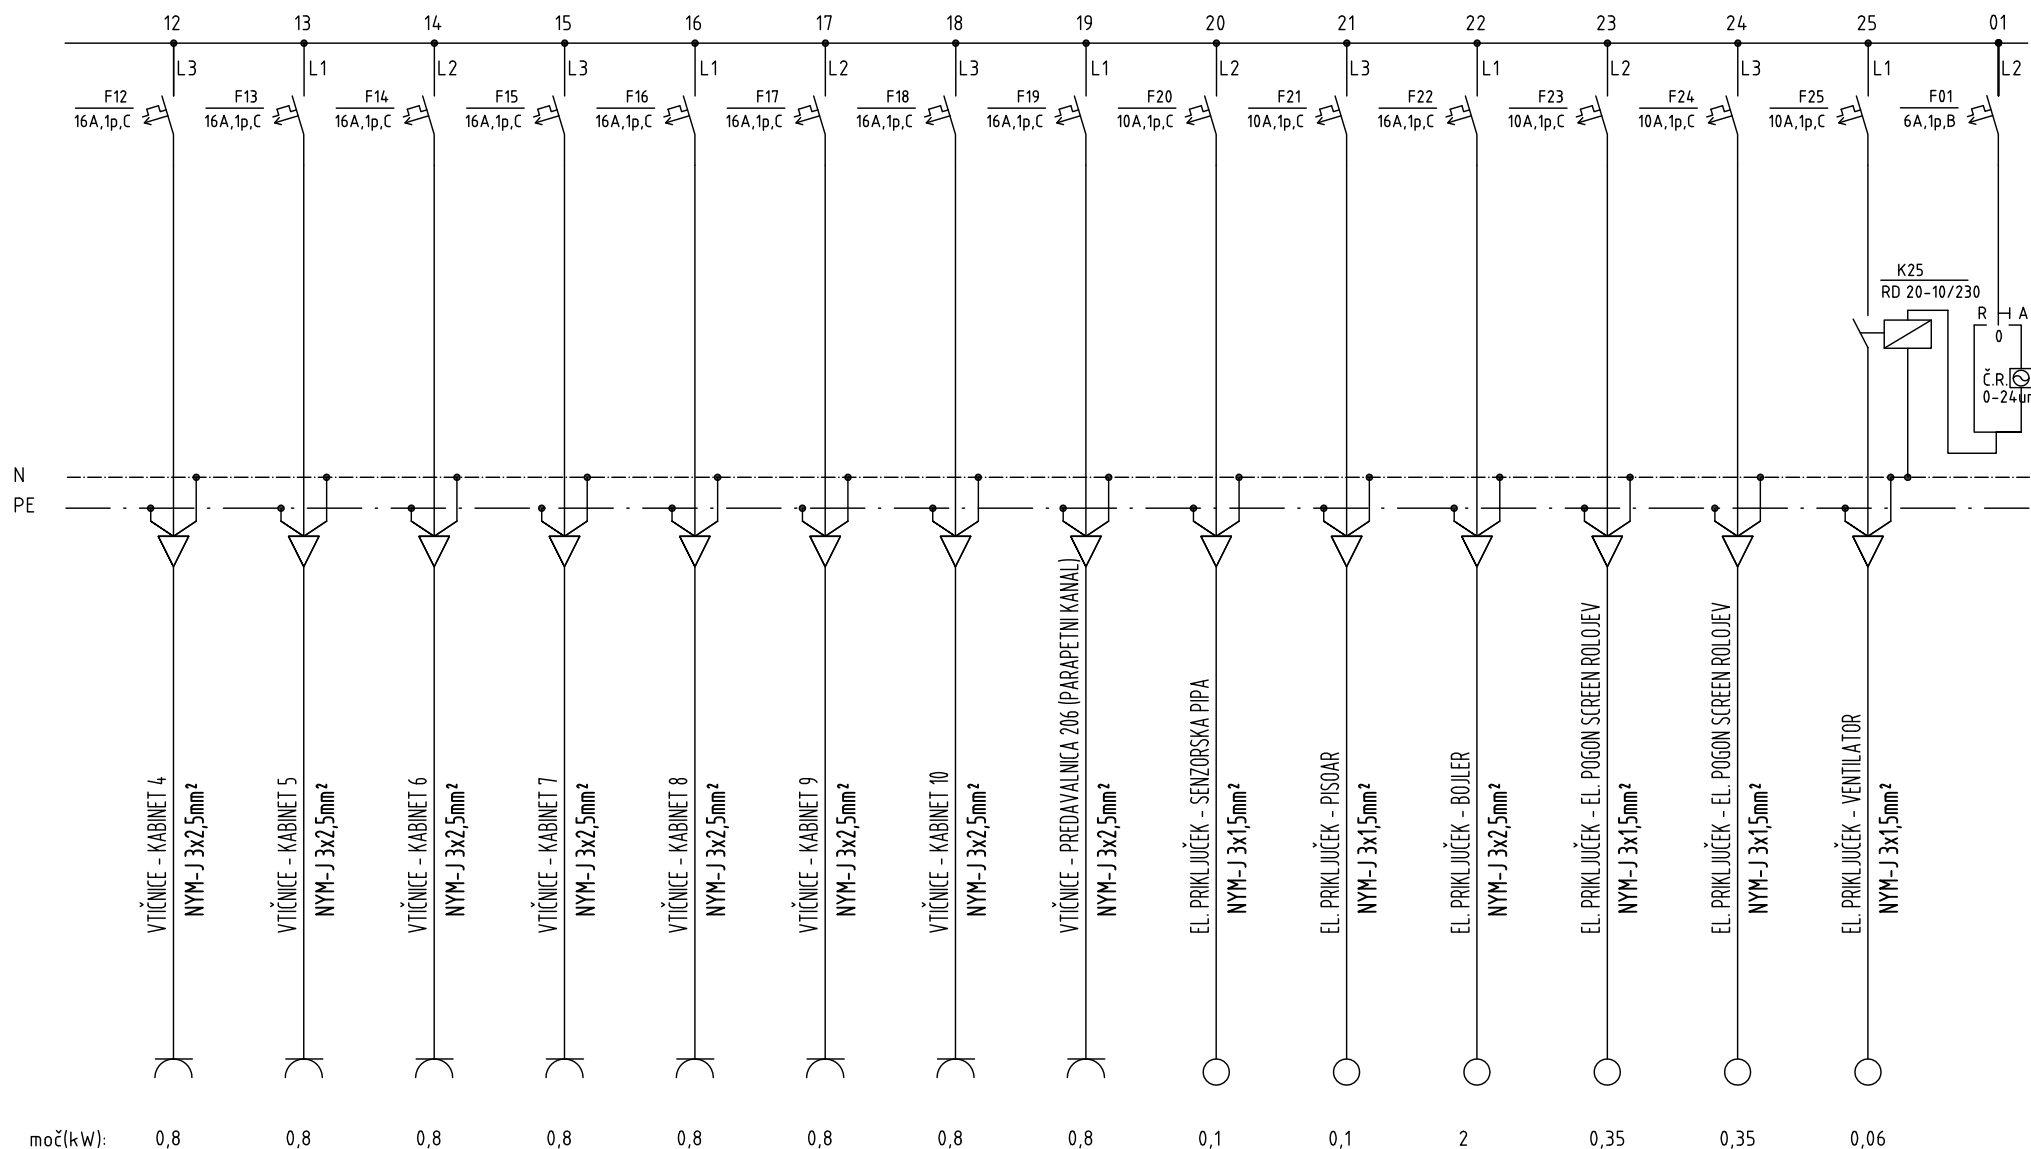 12 13 14 15 16 17 18 19 20 21 22 23 24 25 01
L3 L1 L2 L3 L1 L2 L3 L1 L2 L3 L1 L2 L3 L1 L2
F12 F13 F14 F15 F16 F17 F18 F19 F20 F21 F22 F23 F24 F25 F01
16A,1p,C 16A,1p,C 16A,1p,C 16A,1p,C 16A,1p,C 16A,1p,C 16A,1p,C 16A,1p,C 10A,1p,C 10A,1p,C 16A,1p,C 10A,1p,C 10A,1p,C 10A,1p,C 6A,1p,B
K25
RD 20-10/230
R A
0
Č.R.
0-24ur
N
PE
VTIČNICE - KABINET 4
NYM-J 3x2,5mm²
VTIČNICE - KABINET 5
NYM-J 3x2,5mm²
VTIČNICE - KABINET 6
NYM-J 3x2,5mm²
VTIČNICE - KABINET 7
NYM-J 3x2,5mm²
VTIČNICE - KABINET 8
NYM-J 3x2,5mm²
VTIČNICE - KABINET 9
NYM-J 3x2,5mm²
VTIČNICE - KABINET 10
NYM-J 3x2,5mm²
VTIČNICE - PREDAVALNICA 206 (PARAPETNI KANAL)
NYM-J 3x2,5mm²
EL. PRIKLJUČEK - SENZORSKA PIPA
NYM-J 3x1,5mm²
EL. PRIKLJUČEK - PISOAR
NYM-J 3x1,5mm²
EL. PRIKLJUČEK - BOJLER
NYM-J 3x2,5mm²
EL. PRIKLJUČEK - EL. POGON SCREEN ROLOJEV
NYM-J 3x1,5mm²
EL. PRIKLJUČEK - EL. POGON SCREEN ROLOJEV
NYM-J 3x1,5mm²
EL. PRIKLJUČEK - VENTILATOR
NYM-J 3x1,5mm²
moč(kW): 0,8 0,8 0,8 0,8 0,8 0,8 0,8 0,8 0,1 0,1 2 0,35 0,35 0,06